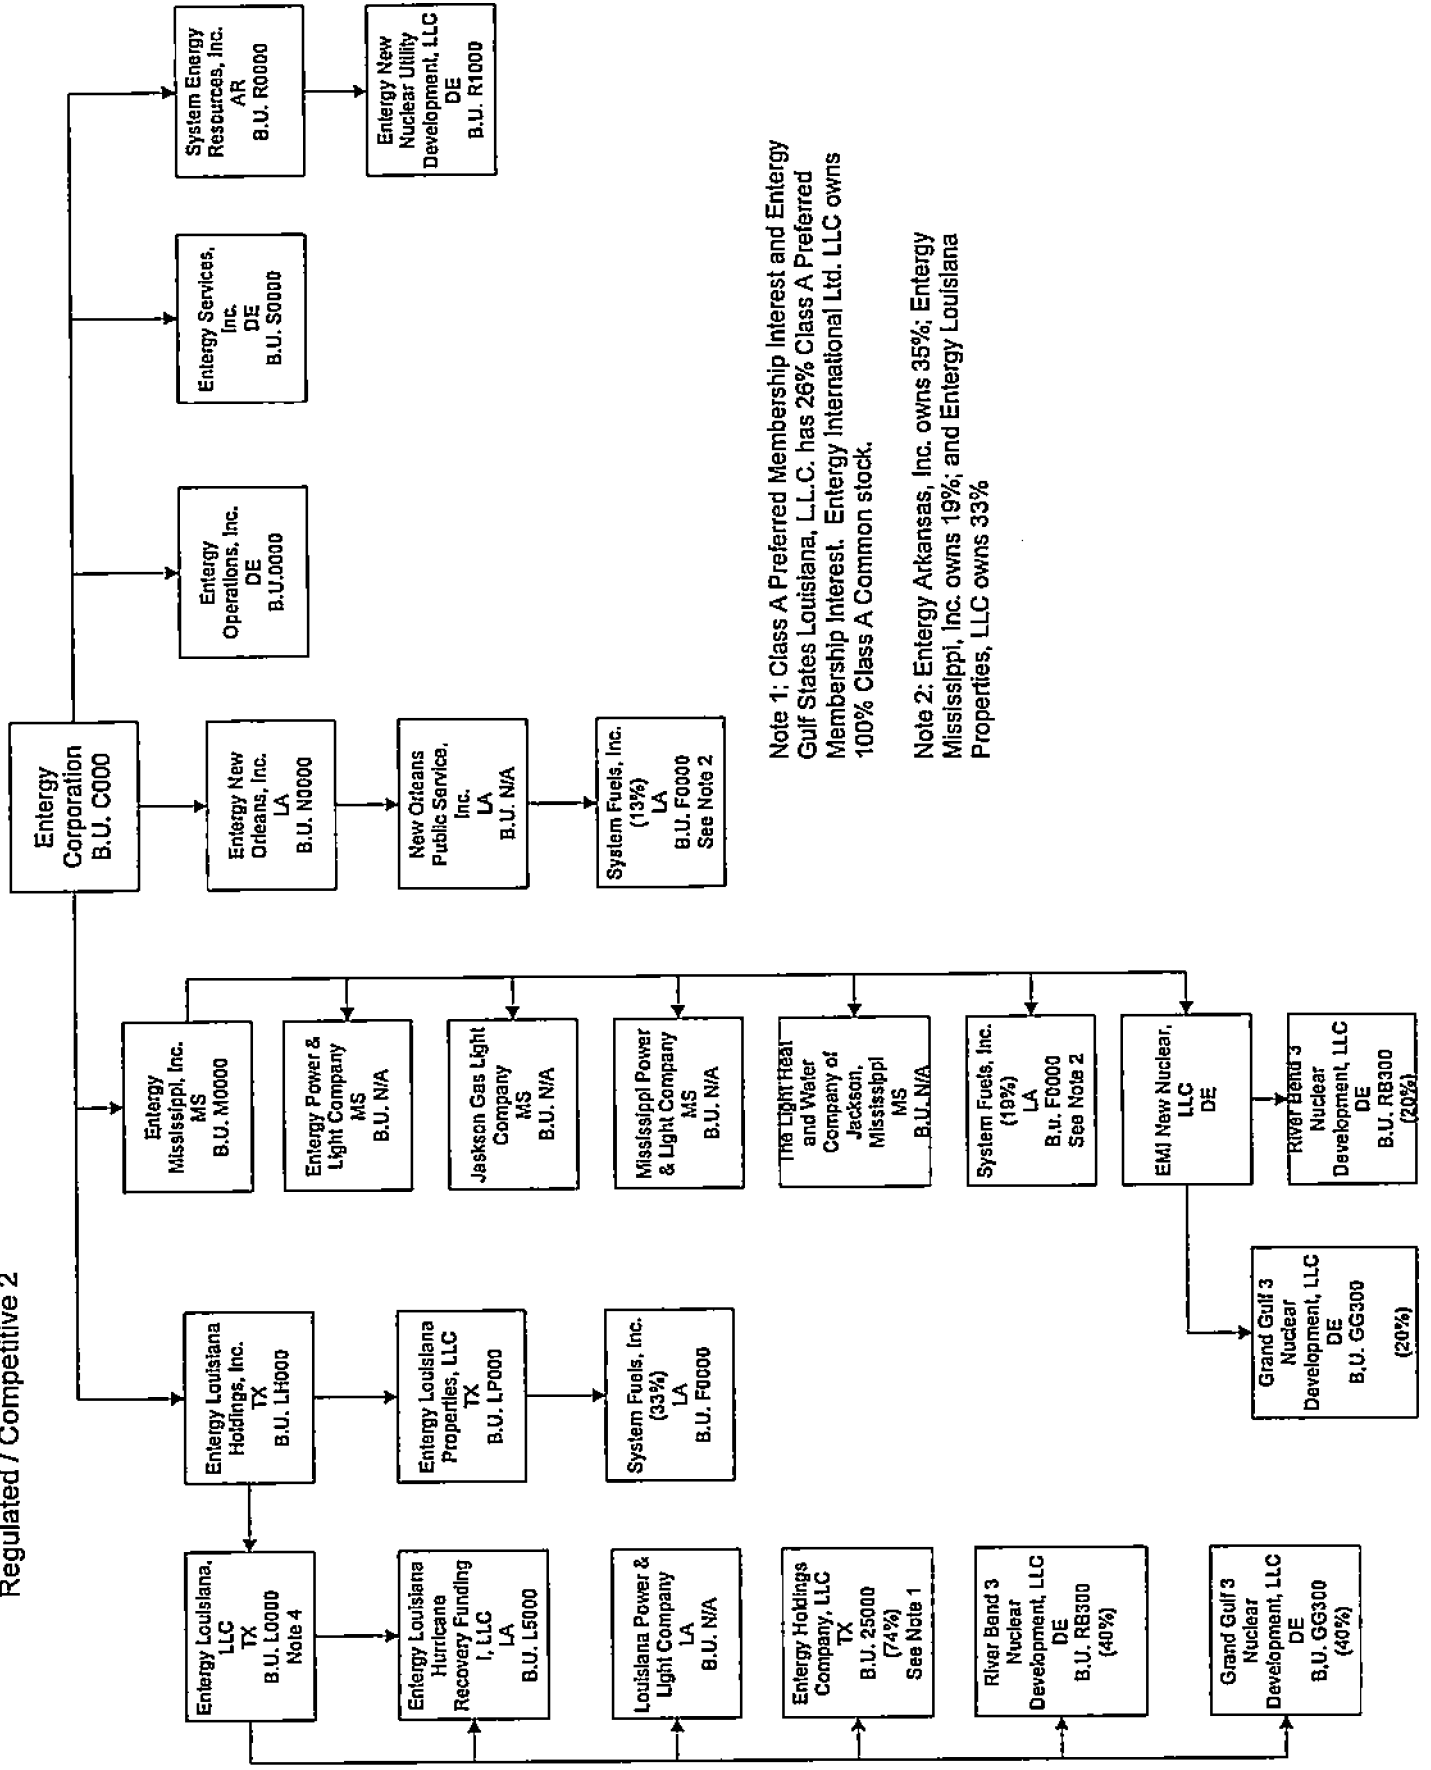 Regulated / Competitive 2
Entergy
Corporation
B.U. C000
Entergy Louisiana,
LLC
TX
B.U. L0000
Note 4
Entergy Louisiana
Hurricane
Recovery Funding
I, LLC
LA
B.U. L5000
Louisiana Power &
Light Company
LA
B.U. N/A
Entergy Holdings
Company, LLC
TX
B.U. 25000
(74%)
See Note 1
River Bend 3
Nuclear
Development, LLC
DE
B.U. RB300
(40%)
Grand Gulf 3
Nuclear
Development, LLC
DE
B.U. GG300
(40%)
Entergy Louisiana
Holdings, Inc.
TX
B.U. LH000
Entergy Louisiana
Properties, LLC
TX
B.U. LP000
System Fuels, Inc.
(33%)
LA
B.U. F0000
Entergy
Mississippi, Inc.
MS
B.U. M0000
Entergy Power &
Light Company
MS
B.U. N/A
Jaskson Gas Light
Company
MS
B.U. N/A
Mississippi Power
& Light Company
MS
B.U. N/A
The Light Heat
and Water
Company of
Jackson,
Mississippi
MS
B.U. N/A
System Fuels, Inc.
(19%)
LA
B.u. F0000
See Note 2
EMI New Nuclear,
LLC
DE
Grand Gulf 3
Nuclear
Development, LLC
DE
B.U. GG300
(20%)
River Bend 3
Nuclear
Development, LLC
DE
B.U. RB300
(20%)
Entergy New
Orleans, Inc.
LA
B.U. N0000
New Orleans
Public Service,
Inc.
LA
B.U. N/A
System Fuels, Inc.
(13%)
LA
B.U. F0000
See Note 2
Entergy
Operations, Inc.
DE
B.U.0000
Entergy Services,
Inc.
DE
B.U. S0000
System Energy
Resources, Inc.
AR
B.U. R0000
Entergy New
Nuclear Utility
Development, LLC
DE
B.U. R1000
Note 1: Class A Preferred Membership Interest and Entergy
Gulf States Louisiana, L.L.C. has 26% Class A Preferred
Membership Interest. Entergy International Ltd. LLC owns
100% Class A Common stock.
Note 2: Entergy Arkansas, Inc. owns 35%; Entergy
Mississippi, Inc. owns 19%; and Entergy Louisiana
Properties, LLC owns 33%